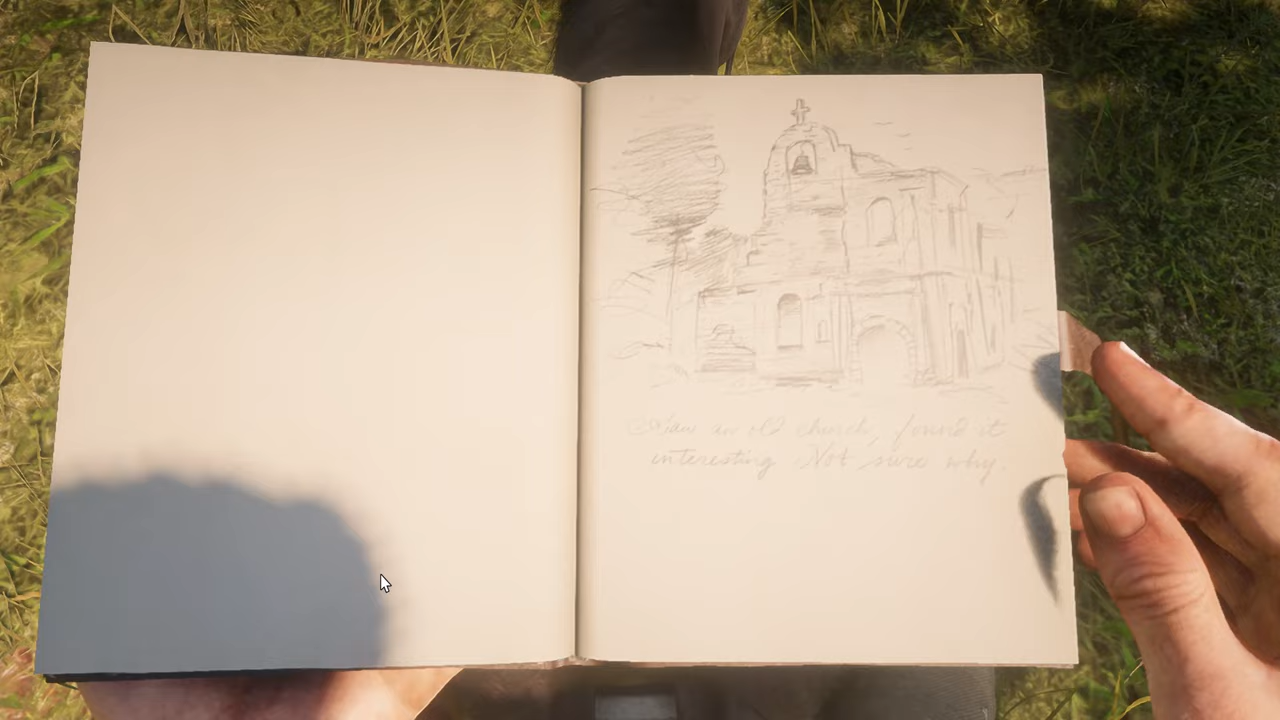 Saw an old church, found it
interesting. Not sure why.